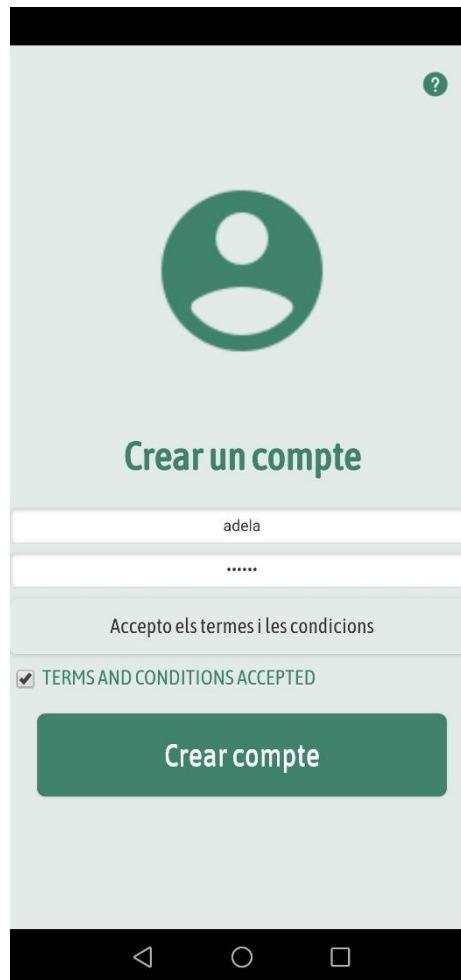 ?
Crear un compte
adela
••••••
Accepto els termes i les condicions
TERMS AND CONDITIONS ACCEPTED
Crear compte